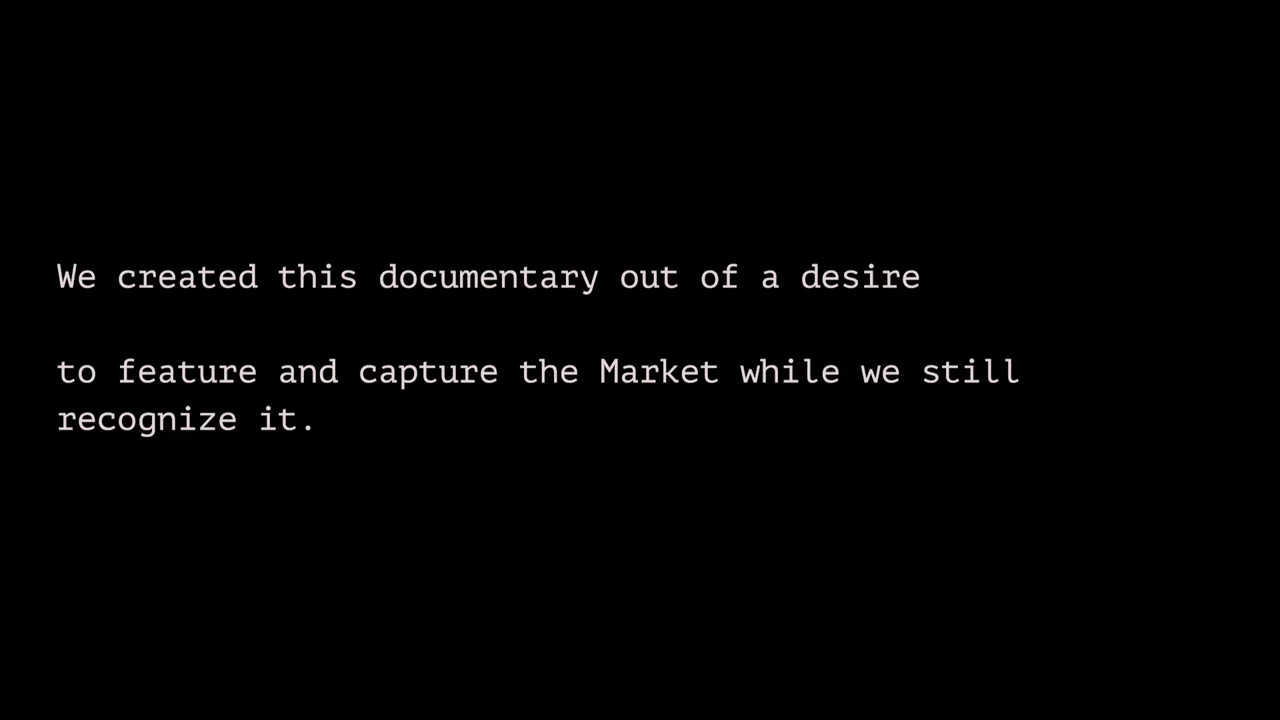 We created this documentary out of a desire
to feature and capture the Market while we still
recognize it.